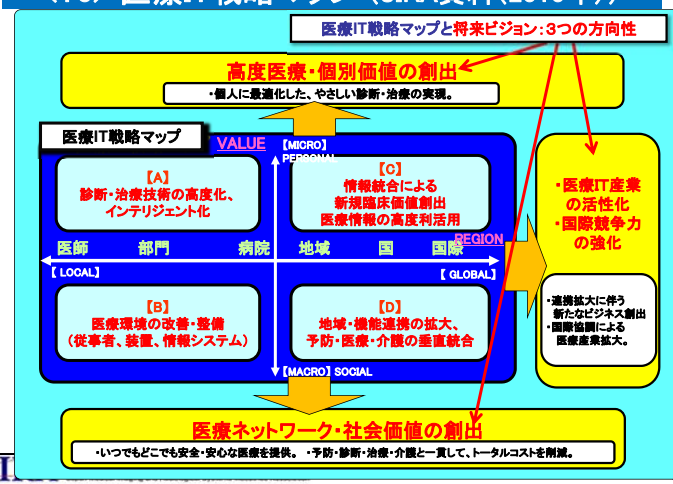 医療IT戦略マップと将来ビジョン：3つの方向性
高度医療・個別価値の創出
・個人に最適化した、やさしい診断・治療の実現。
医療IT戦略マップ
VALUE
【MICRO】
PERSONAL
【A】
診断・治療技術の高度化、
インテリジェント化
【C】
情報統合による
新規臨床価値創出
医療情報の高度利活用
・医療IT産業
の活性化
・国際競争力
の強化
REGION
医師 部門 病院 地域 国 国際
【 LOCAL】
【 GLOBAL】
【B】
医療環境の改善・整備
（従事者、装置、情報システム）
【D】
地域・機能連携の拡大、
予防・医療・介護の垂直統合
・連携拡大に伴う
新たなビジネス創出
・国際協調による
医療産業拡大。
【MACRO】 SOCIAL
医療ネットワーク・社会価値の創出
・いつでもどこでも安全・安心な医療を提供。 ・予防・診断・治療・介護と一貫して、トータルコストを削減。